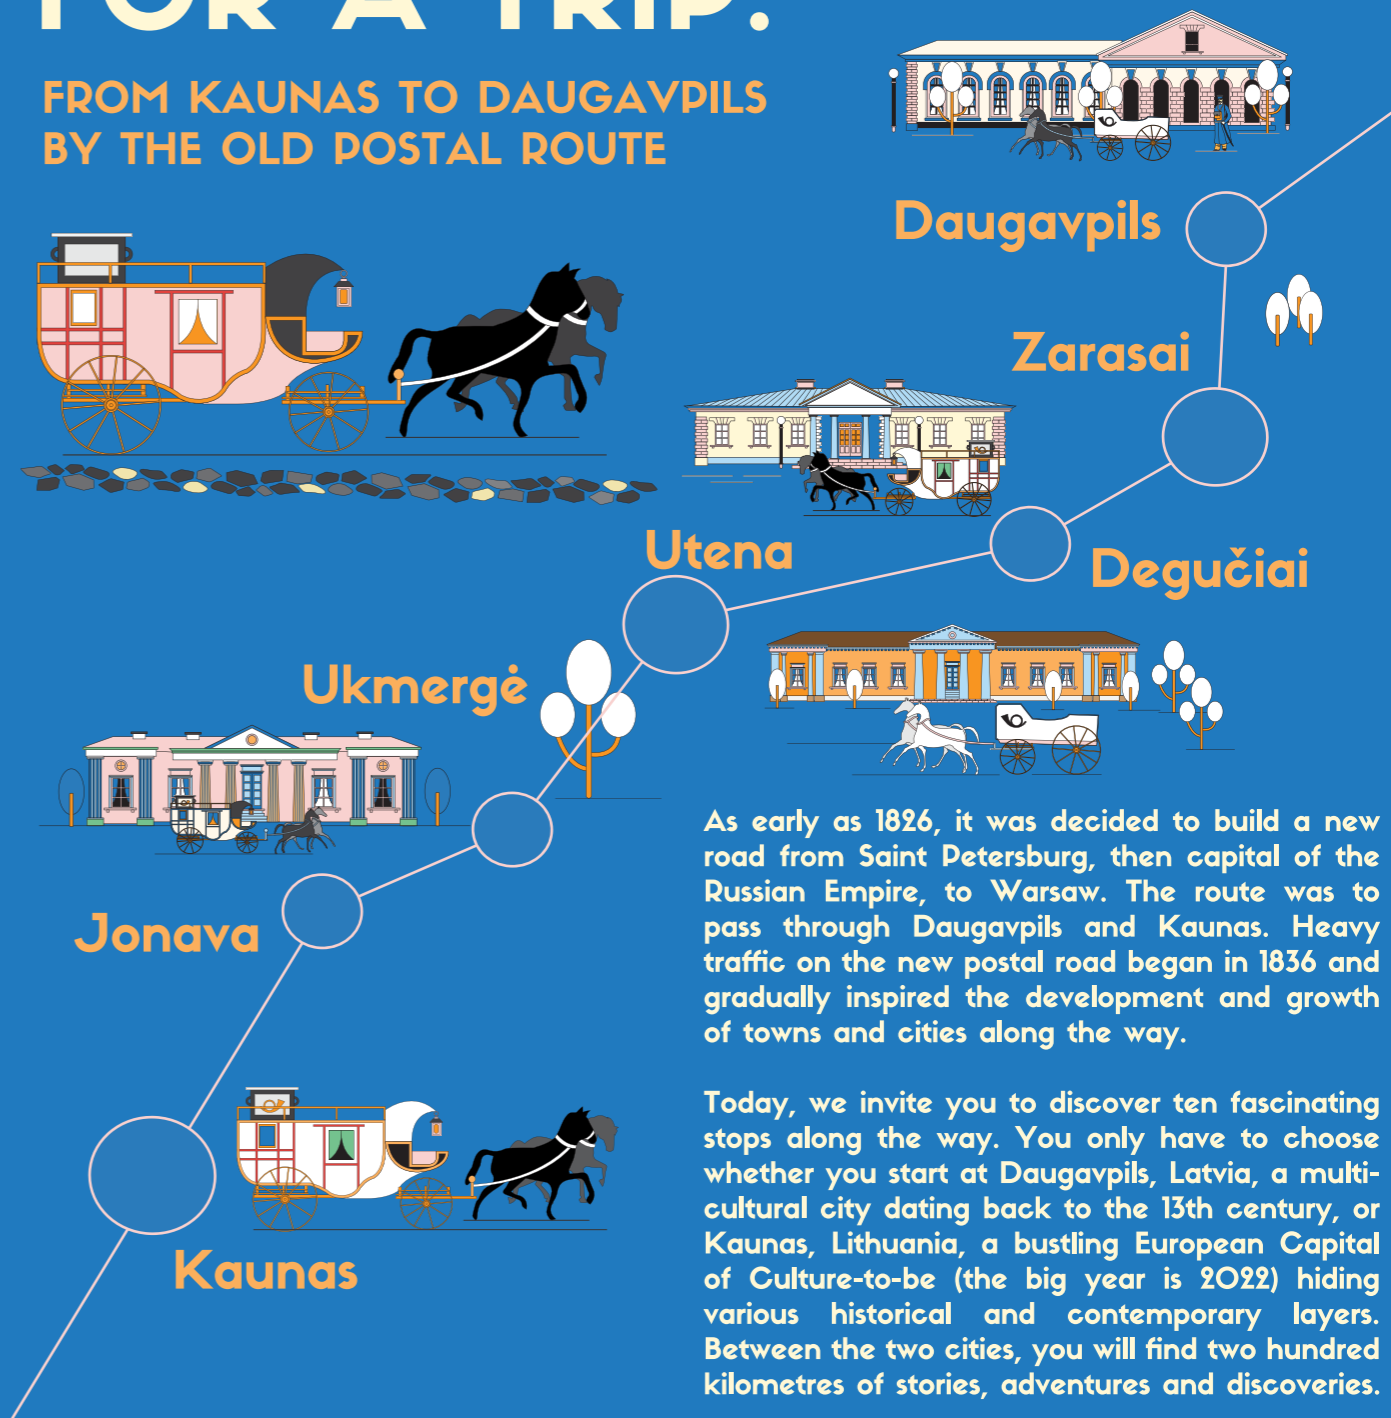 FOR A TRIP.
FROM KAUNAS TO DAUGAVPILS
BY THE OLD POSTAL ROUTE
Daugavpils
Zarasai
Utena
Degučiai
Ukmergė
Jonava
Kaunas
As early as 1826, it was decided to build a new
road from Saint Petersburg, then capital of the
Russian Empire, to Warsaw. The route was to
pass through Daugavpils and Kaunas. Heavy
traffic on the new postal road began in 1836 and
gradually inspired the development and growth
of towns and cities along the way.
Today, we invite you to discover ten fascinating
stops along the way. You only have to choose
whether you start at Daugavpils, Latvia, a multi-
cultural city dating back to the 13th century, or
Kaunas, Lithuania, a bustling European Capital
of Culture-to-be (the big year is 2022) hiding
various historical and contemporary layers.
Between the two cities, you will find two hundred
kilometres of stories, adventures and discoveries.